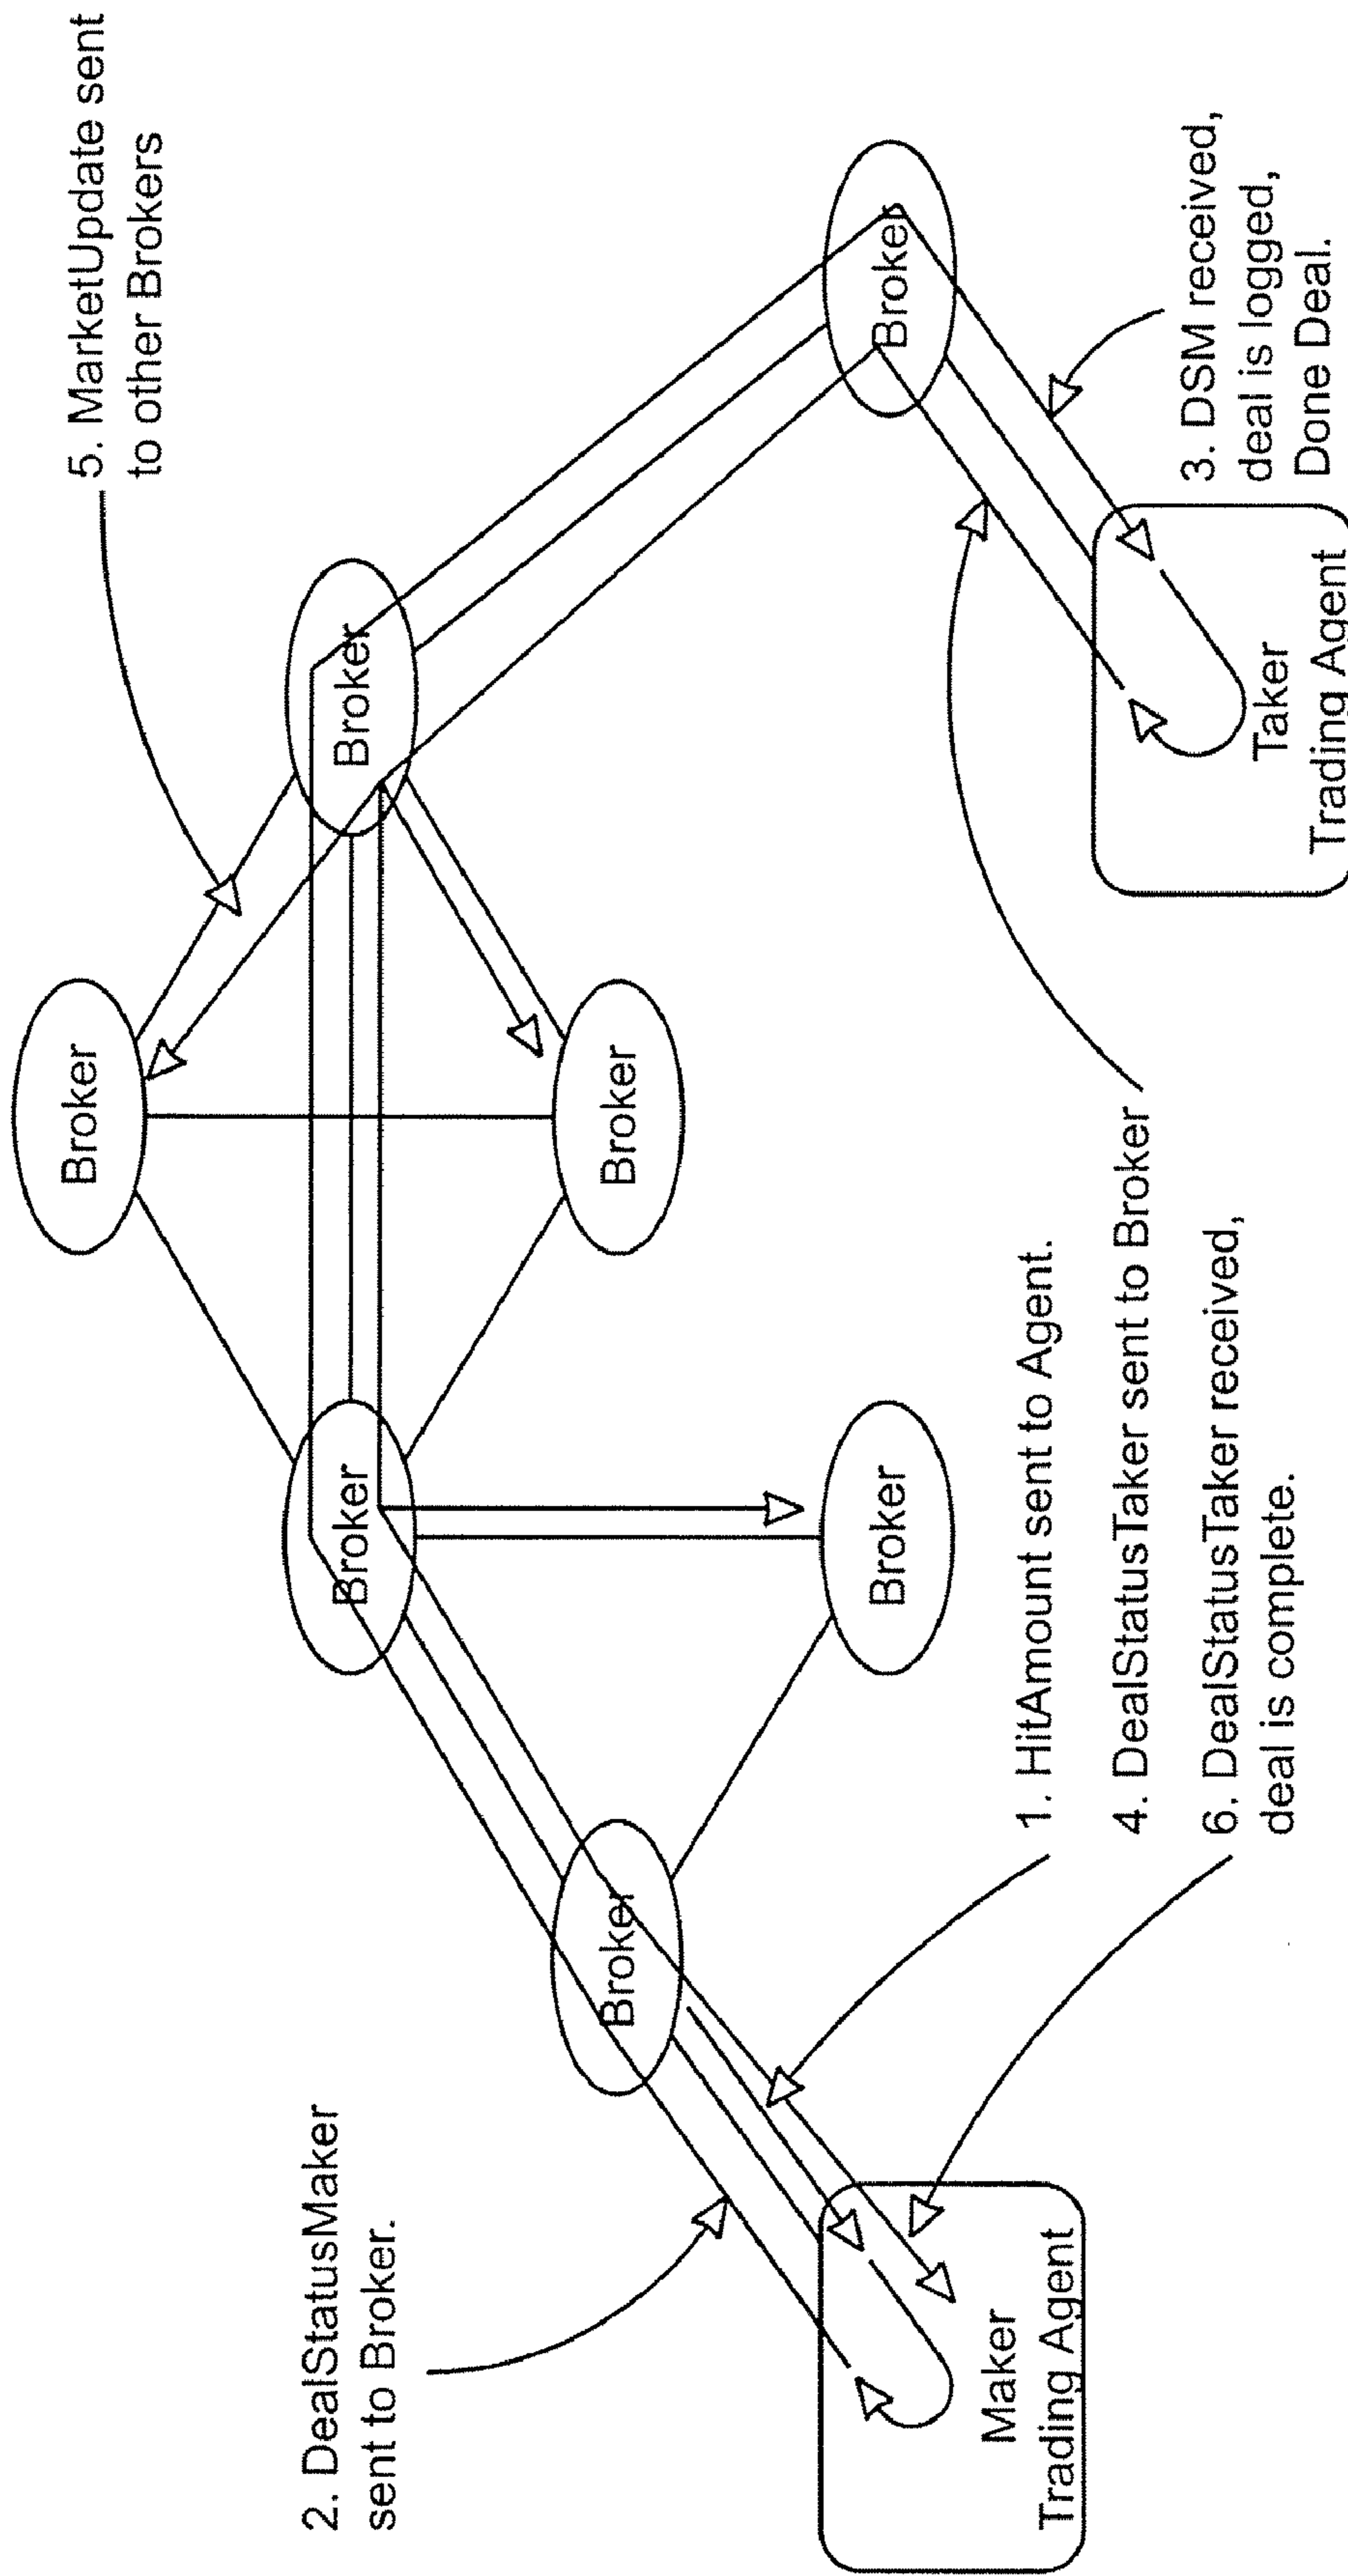 5. MarketUpdate sent
to other Brokers
2. DealStatusMaker
sent to Broker.
Broker
Broker
Broker
Broker
Broker
Broker
Broker
Maker
Trading Agent
1. HitAmount sent to Agent.
4. DealStatusTaker sent to Broker
6. DealStatusTaker received,
deal is complete.
Taker
Trading Agent
3. DSM received,
deal is logged,
Done Deal.